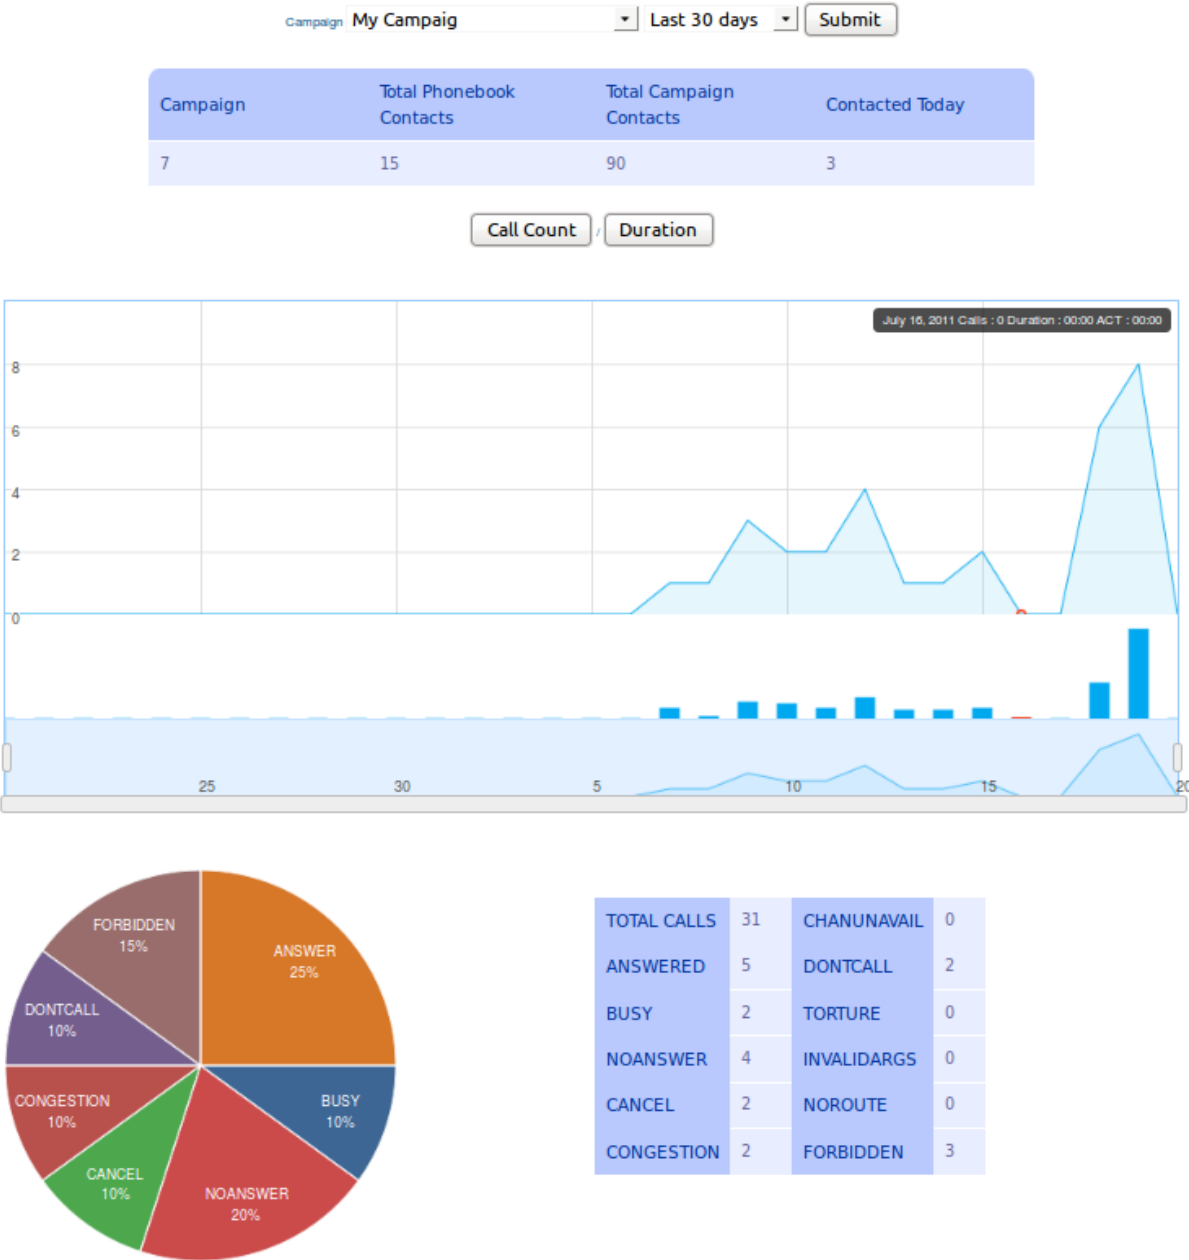 Campaign My Campaig Last 30 days Submit
Campaign Total Phonebook Contacts Total Campaign Contacts Contacted Today
7 15 90 3
Call Count / Duration
July 16, 2011 Calls : 0 Duration : 00:00 ACT : 00:00
8
6
4
2
0
25 30 5 10 15 20
FORBIDDEN
15%
ANSWER
25%
DONTCALL
10%
CONGESTION
10%
BUSY
10%
CANCEL
10%
NOANSWER
20%
TOTAL CALLS 31 CHANUNAVAIL 0
ANSWERED 5 DONTCALL 2
BUSY 2 TORTURE 0
NOANSWER 4 INVALIDARGS 0
CANCEL 2 NOROUTE 0
CONGESTION 2 FORBIDDEN 3